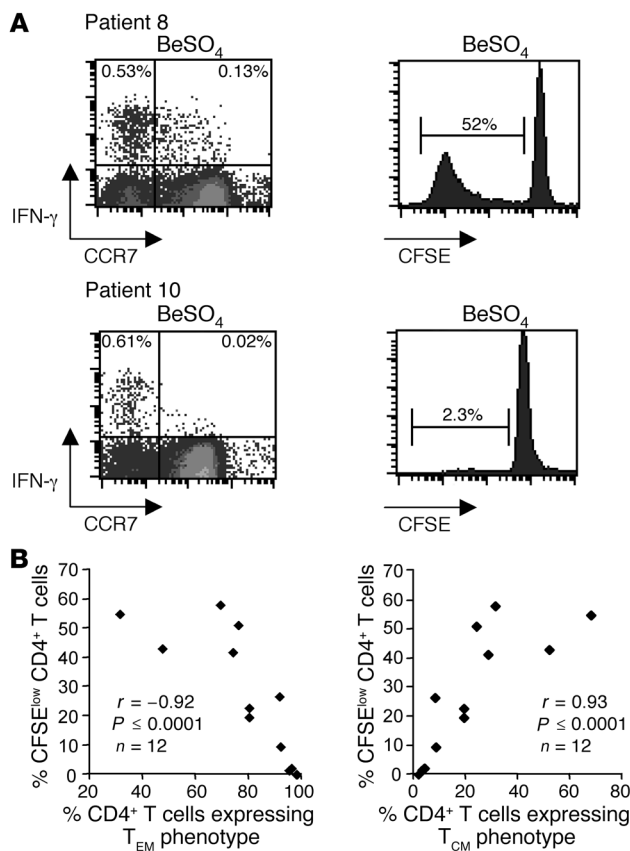 A
Patient 8
BeSO₄
0.53% 0.13%
IFN-γ
CCR7
BeSO₄
52%
CFSE
Patient 10
BeSO₄
0.61% 0.02%
IFN-γ
CCR7
BeSO₄
2.3%
CFSE
B
% CFSEˡᵒʷ CD4⁺ T cells
70
60
50
40
30
20
10
0
20 40 60 80 100
r = −0.92
P ≤ 0.0001
n = 12
% CD4⁺ T cells expressing
T_EM phenotype
% CFSEˡᵒʷ CD4⁺ T cells
70
60
50
40
30
20
10
0
0 20 40 60 80
r = 0.93
P ≤ 0.0001
n = 12
% CD4⁺ T cells expressing
T_CM phenotype